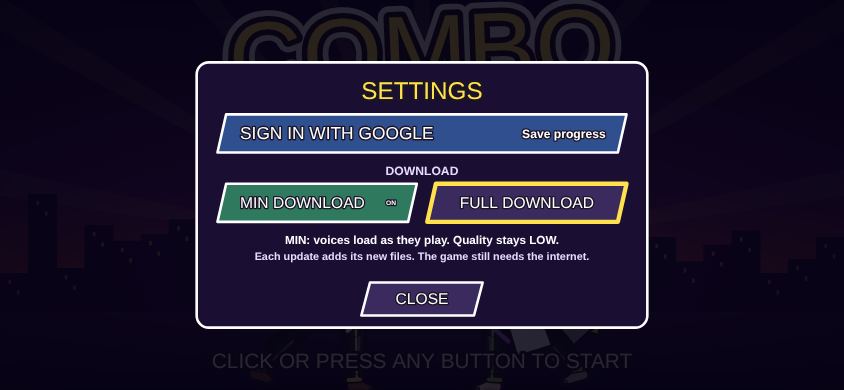 COMBO
SETTINGS
SIGN IN WITH GOOGLE Save progress
DOWNLOAD
MIN DOWNLOAD ON FULL DOWNLOAD
MIN: voices load as they play. Quality stays LOW.
Each update adds its new files. The game still needs the internet.
CLOSE
CLICK OR PRESS ANY BUTTON TO START